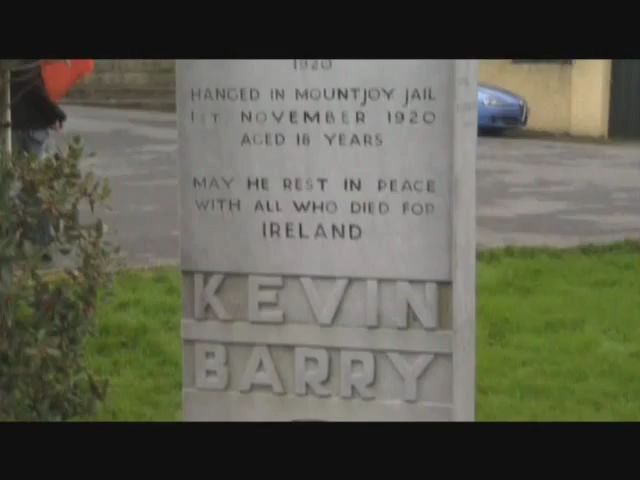 1920
HANGED IN MOUNTJOY JAIL
1ST NOVEMBER 1920
AGED 18 YEARS
MAY HE REST IN PEACE
WITH ALL WHO DIED FOR
IRELAND
KEVIN
BARRY